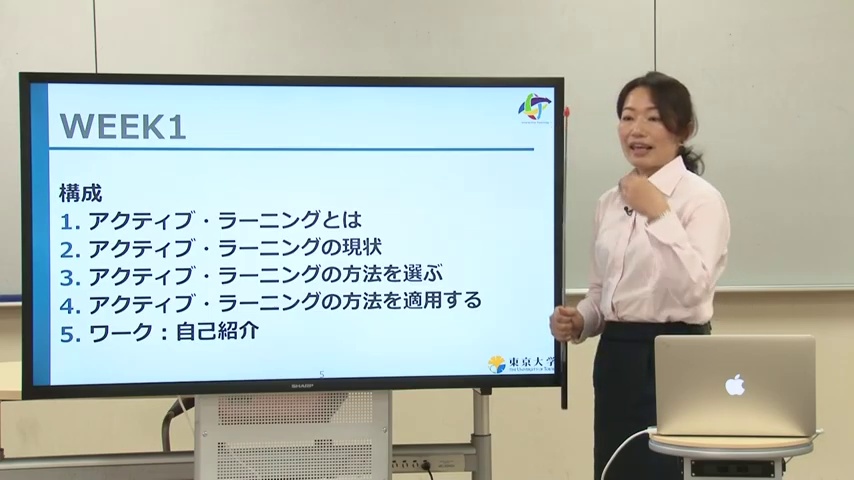 WEEK1
構成
1. アクティブ・ラーニングとは
2. アクティブ・ラーニングの現状
3. アクティブ・ラーニングの方法を選ぶ
4. アクティブ・ラーニングの方法を適用する
5. ワーク：自己紹介
5
東京大学
SHARP